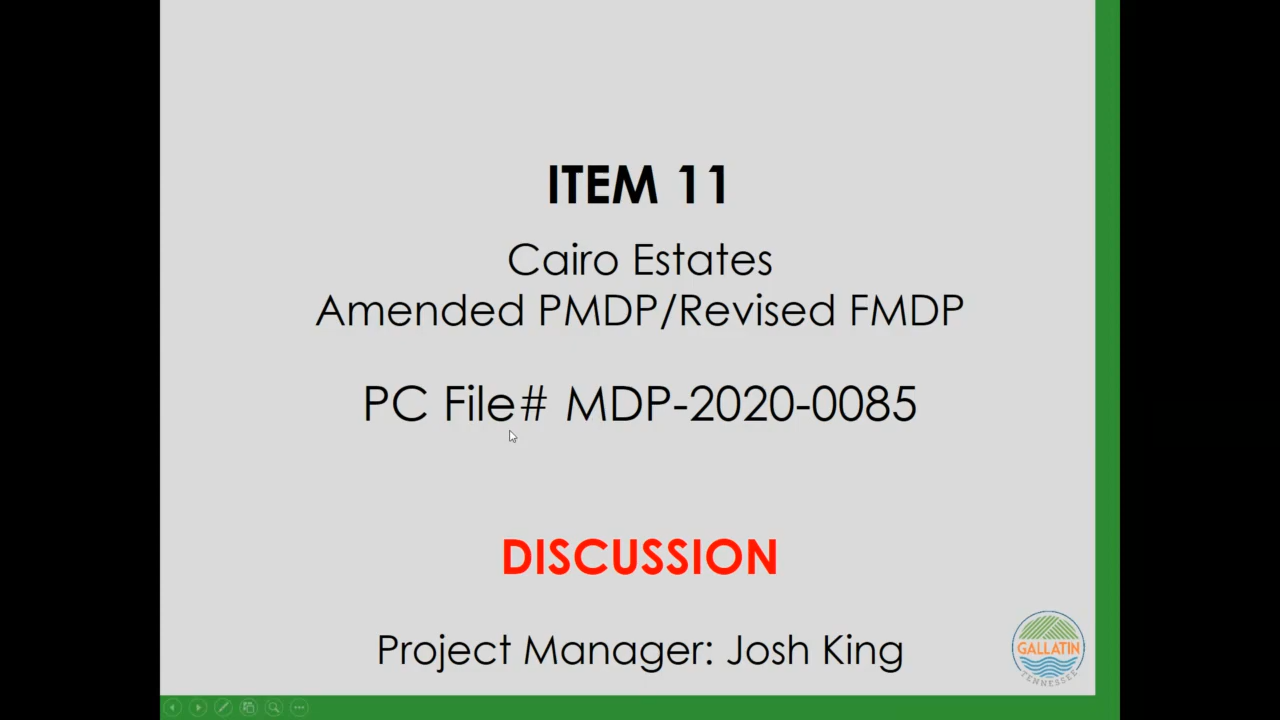 ITEM 11
Cairo Estates
Amended PMDP/Revised FMDP
PC File# MDP-2020-0085
DISCUSSION
Project Manager: Josh King
GALLATIN
TENNESSEE